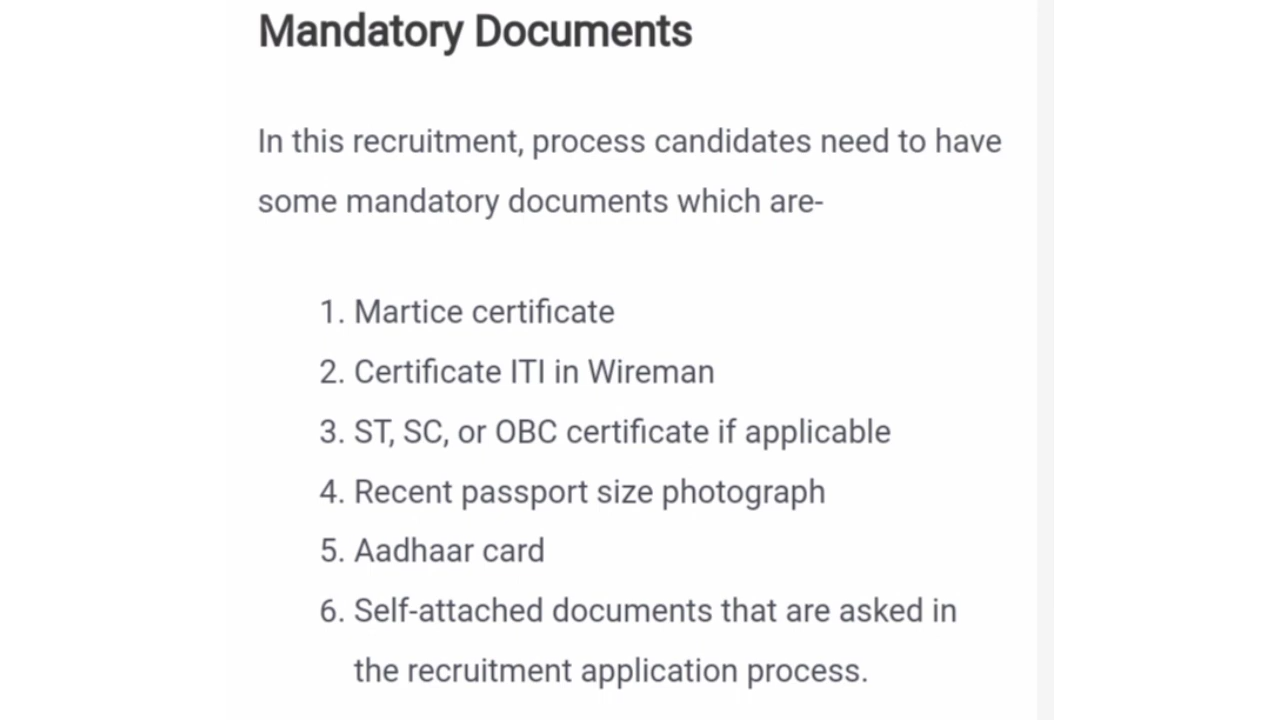 Mandatory Documents
In this recruitment, process candidates need to have
some mandatory documents which are-
1. Martice certificate
2. Certificate ITI in Wireman
3. ST, SC, or OBC certificate if applicable
4. Recent passport size photograph
5. Aadhaar card
6. Self-attached documents that are asked in
the recruitment application process.